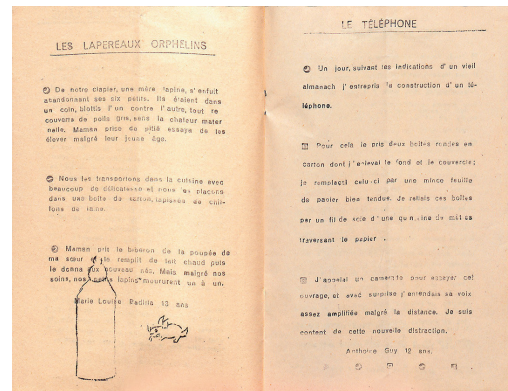 LES LAPEREAUX ORPHELINS
De notre clapier, une mère lapine, s'enfuit
abandonnant ses six petits. Ils étaient dans
un coin, blottis l'un contre l'autre, tout re
couverts de poils gris, sans la chaleur mater
nelle. Maman prise de pitié essaye de les
élever malgré leur jeune âge.
Nous les transportons dans la cuisine avec
beaucoup de délicatesse et nous les plaçons
dans une boîte de carton, tapissée de chif-
fons de laine.
Maman prit le biberon de la poupée de
ma sœur le remplit de lait chaud puis
le donna aux nouveau nés. Mais malgré nos
soins, nos lapins moururent un à un.
Marie Louise Padilla 13 ans
LE TÉLÉPHONE
Un jour, suivant les indications d'un vieil
almanach j'entrepris la construction d'un té-
léphone.
Pour cela je pris deux boîtes rondes en
carton dont j'enlevai le fond et le couvercle;
je remplaçai celui-ci par une mince feuille
de papier bien tendue. Je reliais ces boîtes
par un fil de soie d'une quinzaine de mètres
traversant le papier.
J'appelai un camarade pour essayer cet
ouvrage, et avec surprise j'entendais sa voix
assez amplifiée malgré la distance. Je suis
content de cette nouvelle distraction.
Anthoine Guy 12 ans.